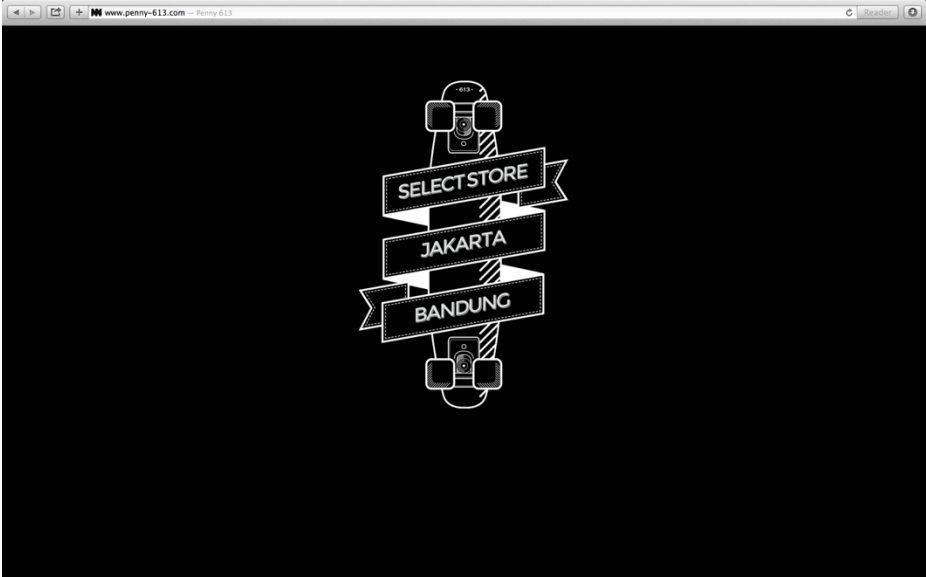 www.penny-613.com — Penny 613
Reader
· 613 ·
SELECT STORE
JAKARTA
BANDUNG